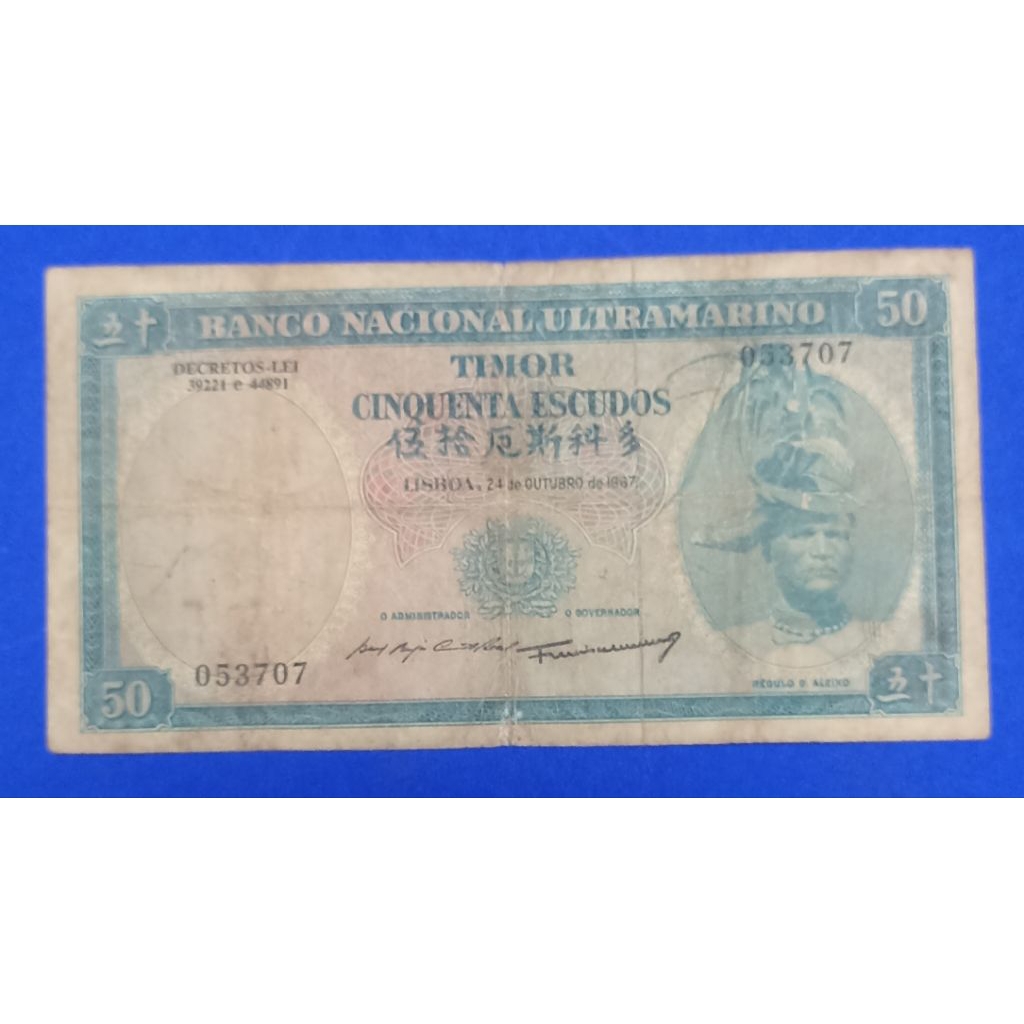 五十 BANCO NACIONAL ULTRAMARINO 50
DECRETOS-LEI
39221 e 44891
TIMOR
053707
CINQUENTA ESCUDOS
伍拾厄斯科多
LISBOA, 24 de OUTUBRO de 1967
O ADMINISTRADOR O GOVERNADOR
053707
RÉGULO D. ALEIXO
50 五十